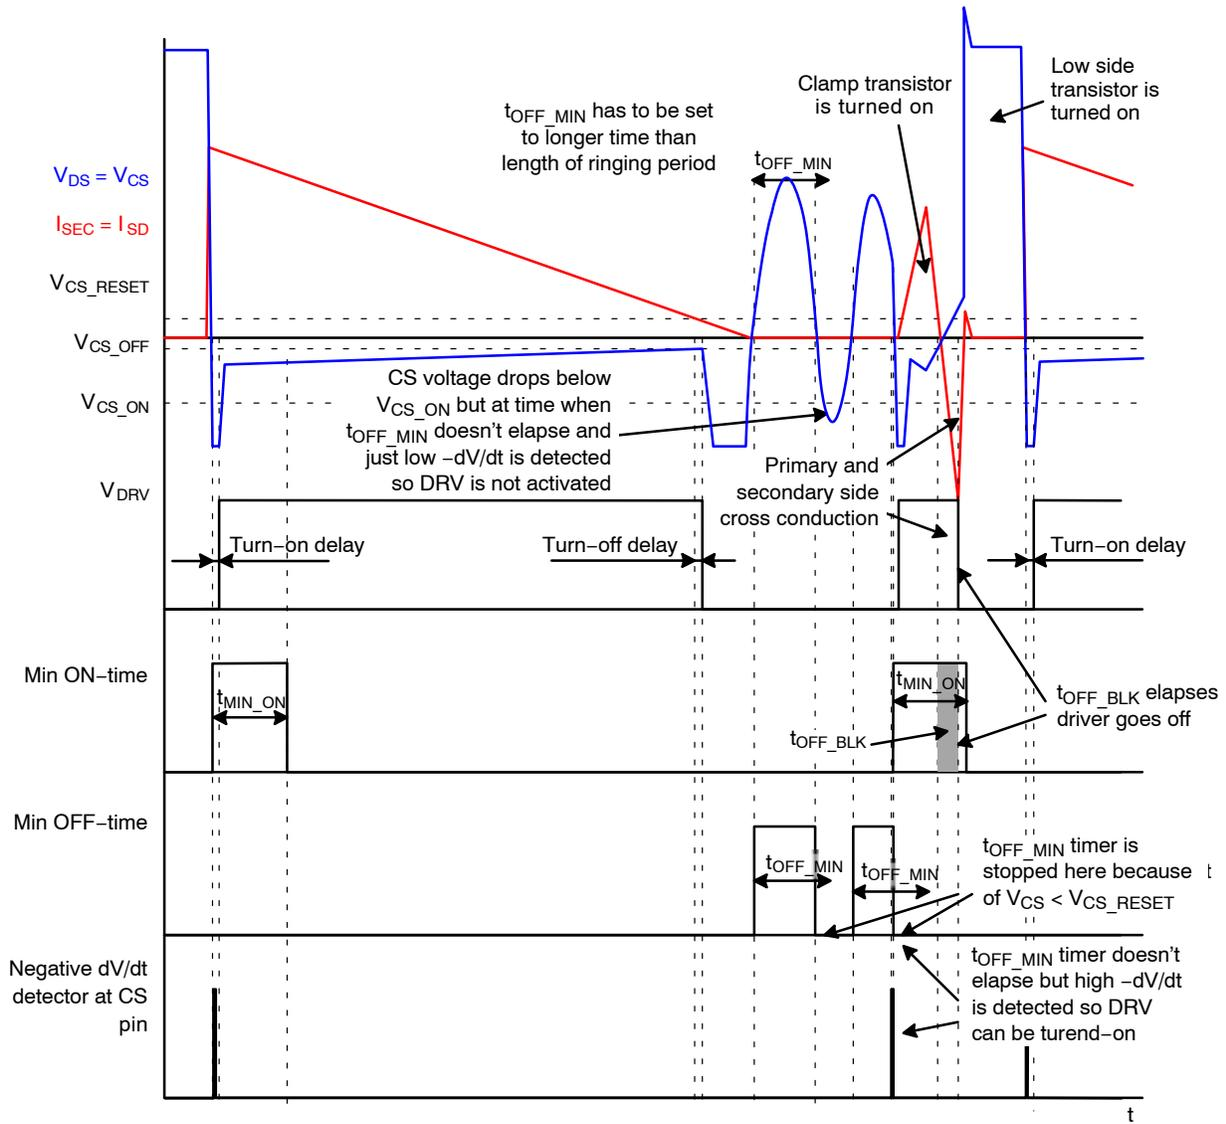 Low side
transistor is
turned on
Clamp transistor
is turned on
tOFF_MIN has to be set
to longer time than
length of ringing period
tOFF_MIN
VDS = VCS
ISEC = ISD
VCS_RESET
VCS_OFF
VCS_ON
CS voltage drops below
VCS_ON but at time when
tOFF_MIN doesn't elapse and
just low −dV/dt is detected
so DRV is not activated
Primary and
secondary side
cross conduction
VDRV
Turn−on delay
Turn−off delay
Turn−on delay
Min ON−time
tMIN_ON
tMIN_ON
tOFF_BLK
tOFF_BLK elapses
driver goes off
Min OFF−time
tOFF_MIN
tOFF_MIN
tOFF_MIN timer is
stopped here because t
of VCS < VCS_RESET
Negative dV/dt
detector at CS
pin
tOFF_MIN timer doesn't
elapse but high −dV/dt
is detected so DRV
can be turend−on
t